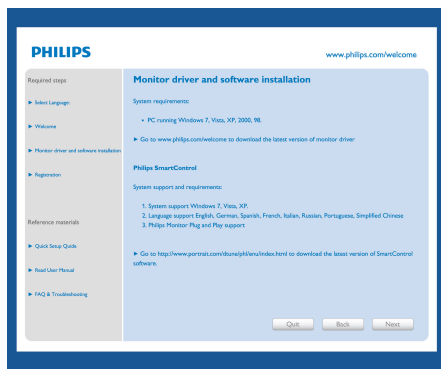 PHILIPS
www.philips.com/welcome
Required steps
► Select Language:
► Welcome
► Monitor driver and software installation
► Registration
Reference materials
► Quick Setup Quide
► Read User Manual
► FAQ & Troubleshooting
Monitor driver and software installation
System requirements:
• PC running Windows 7, Vista, XP, 2000, 98.
► Go to www.philips.com/welcome to download the latest version of monitor driver
Philips SmartControl
System support and requirements:
1. System support Windows 7, Vista, XP.
2. Language support English, German, Spanish, French, Italian, Russian, Portuguese, Simplified Chinese
3. Philips Monitor Plug and Play support
► Go to http://www.portrait.com/dtune/phi/enu/index.html to download the latest version of SmartControl
software.
Quit
Back
Next